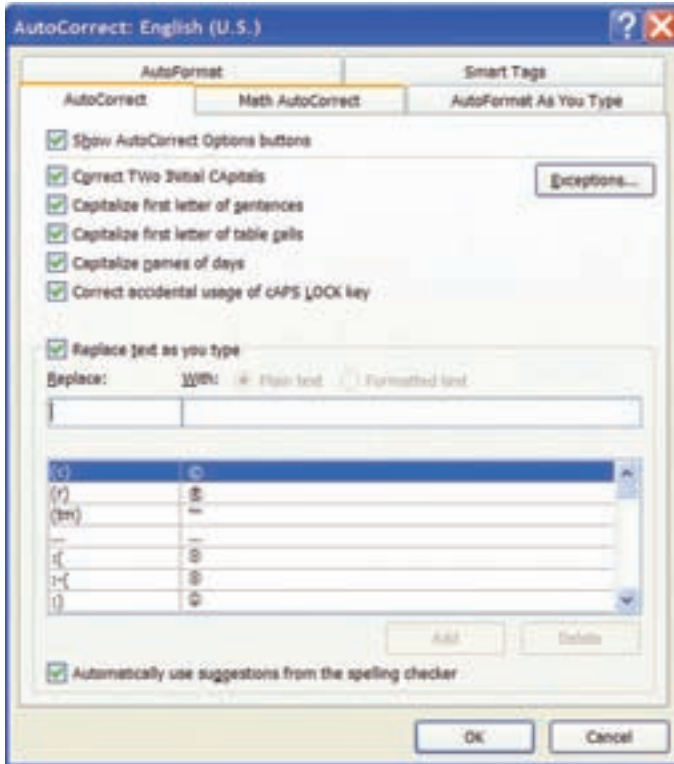 AutoCorrect: English (U.S.)
AutoFormat Smart Tags
AutoCorrect Math AutoCorrect AutoFormat As You Type
Show AutoCorrect Options buttons
Correct TWo INitial CApitals Exceptions...
Capitalize first letter of sentences
Capitalize first letter of table cells
Capitalize names of days
Correct accidental usage of cAPS LOCK key
Replace text as you type
Replace: With: Plain text Formatted text
(c) ©
(r) ®
(tm) ™
:(
:-(
:)
Add Delete
Automatically use suggestions from the spelling checker
OK Cancel